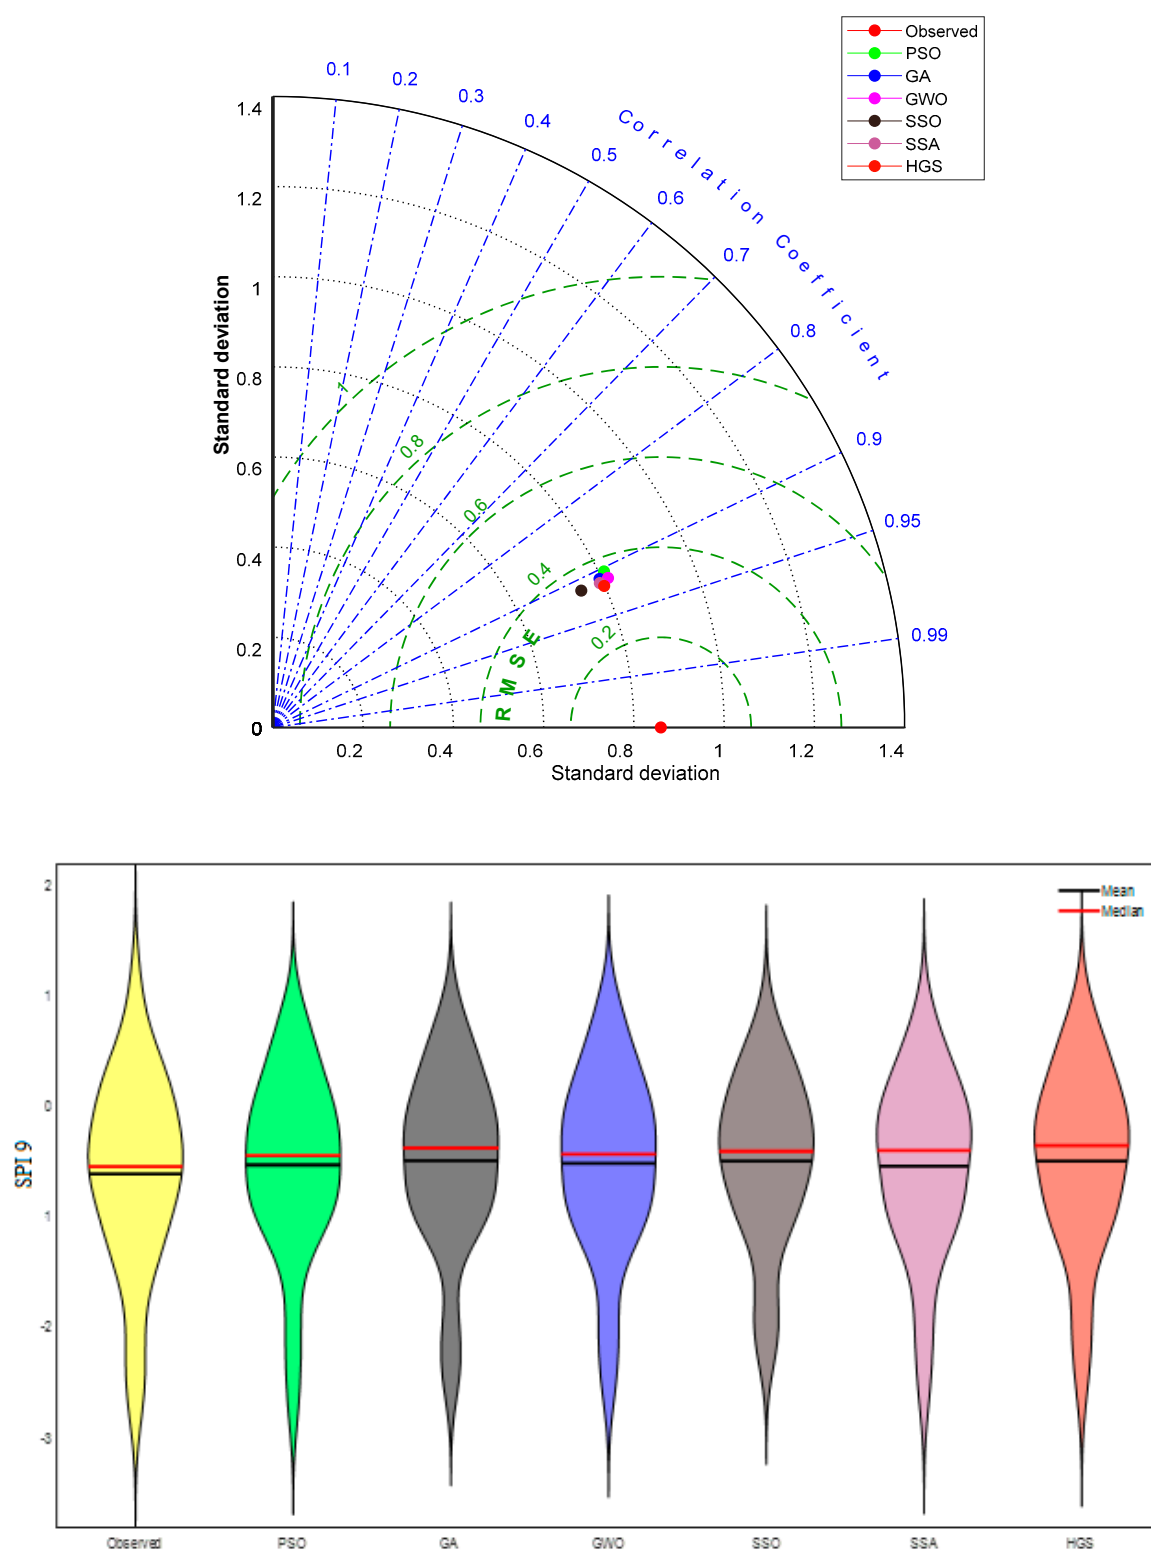 Observed
PSO
GA
GWO
SSO
SSA
HGS
0.1
0.2
0.3
0.4
0.5
0.6
0.7
0.8
0.9
0.95
0.99
Correlation Coefficient
1.4
1.2
1
0.8
0.6
0.4
0.2
0
Standard deviation
1
0.8
0.6
0.4
0.2
RMSE
0.2
0.4
0.6
0.8
1
1.2
1.4
Standard deviation
Mean
Median
2
1
0
-1
-2
-3
SPI 9
Observed
PSO
GA
GWO
SSO
SSA
HGS